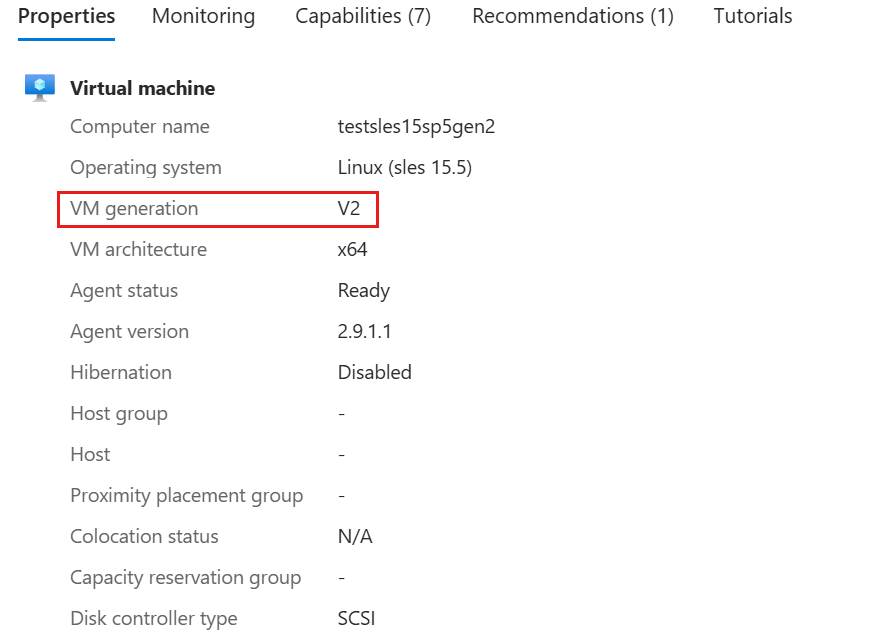 Properties Monitoring Capabilities (7) Recommendations (1) Tutorials
Virtual machine
Computer name testsles15sp5gen2
Operating system Linux (sles 15.5)
VM generation V2
VM architecture x64
Agent status Ready
Agent version 2.9.1.1
Hibernation Disabled
Host group -
Host -
Proximity placement group -
Colocation status N/A
Capacity reservation group -
Disk controller type SCSI